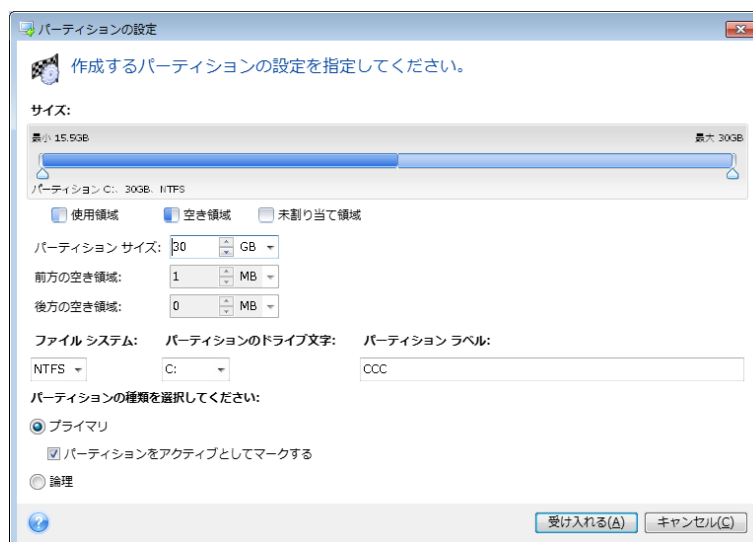 パーティションの設定
作成するパーティションの設定を指定してください。
サイズ:
最小 15.5GB 最大 30GB
パーティション C:、30GB、NTFS
使用領域 空き領域 未割り当て領域
パーティション サイズ: 30 GB
前方の空き領域: 1 MB
後方の空き領域: 0 MB
ファイル システム: パーティションのドライブ文字: パーティション ラベル:
NTFS C: CCC
パーティションの種類を選択してください:
プライマリ
パーティションをアクティブとしてマークする
論理
受け入れる(A) キャンセル(C)